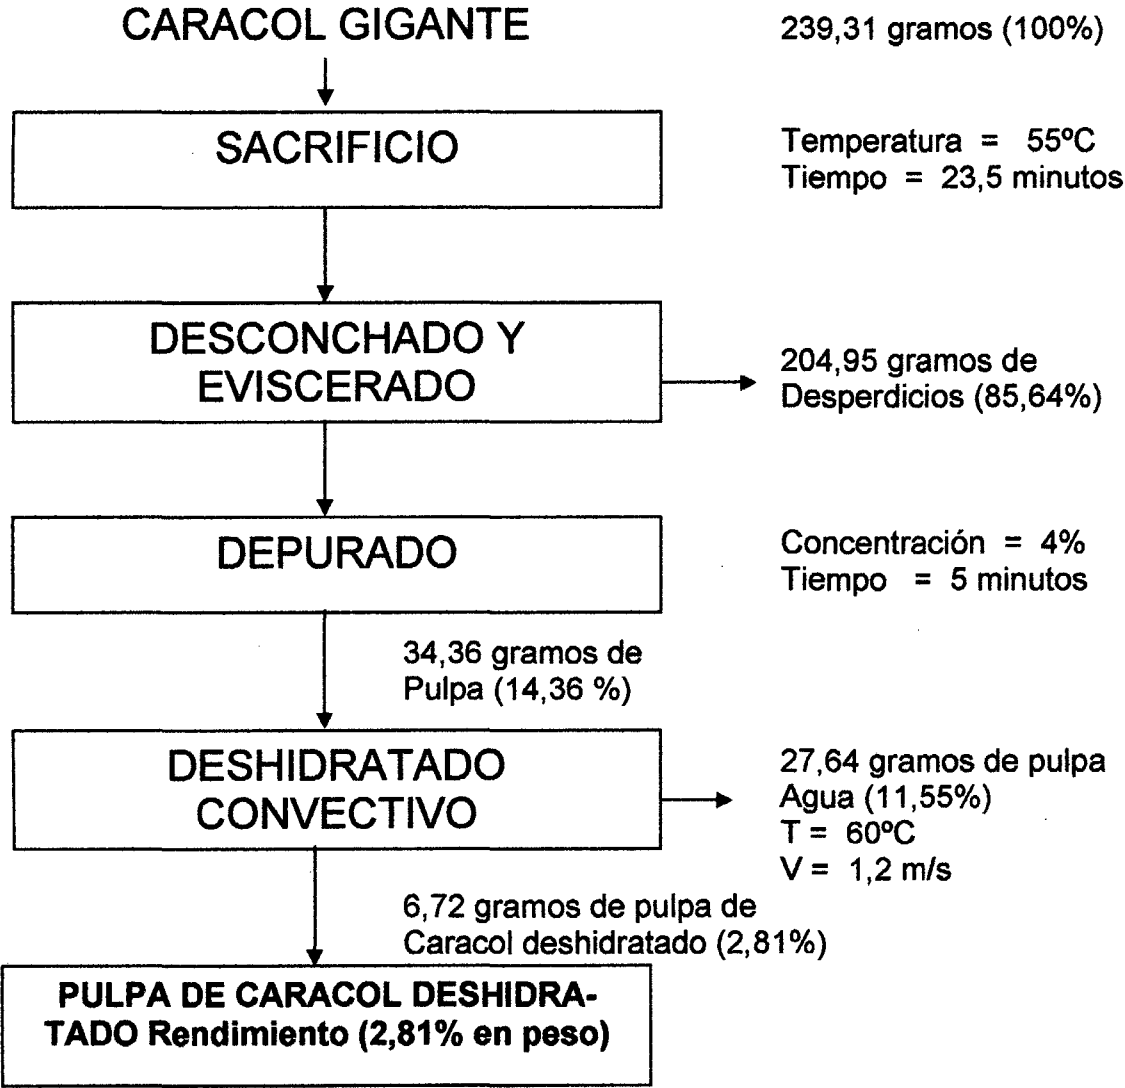 CARACOL GIGANTE
239,31 gramos (100%)
SACRIFICIO
Temperatura = 55ºC
Tiempo = 23,5 minutos
DESCONCHADO Y
EVISCERADO
204,95 gramos de
Desperdicios (85,64%)
DEPURADO
Concentración = 4%
Tiempo = 5 minutos
34,36 gramos de
Pulpa (14,36 %)
DESHIDRATADO
CONVECTIVO
27,64 gramos de pulpa
Agua (11,55%)
T = 60ºC
V = 1,2 m/s
6,72 gramos de pulpa de
Caracol deshidratado (2,81%)
PULPA DE CARACOL DESHIDRA-
TADO Rendimiento (2,81% en peso)